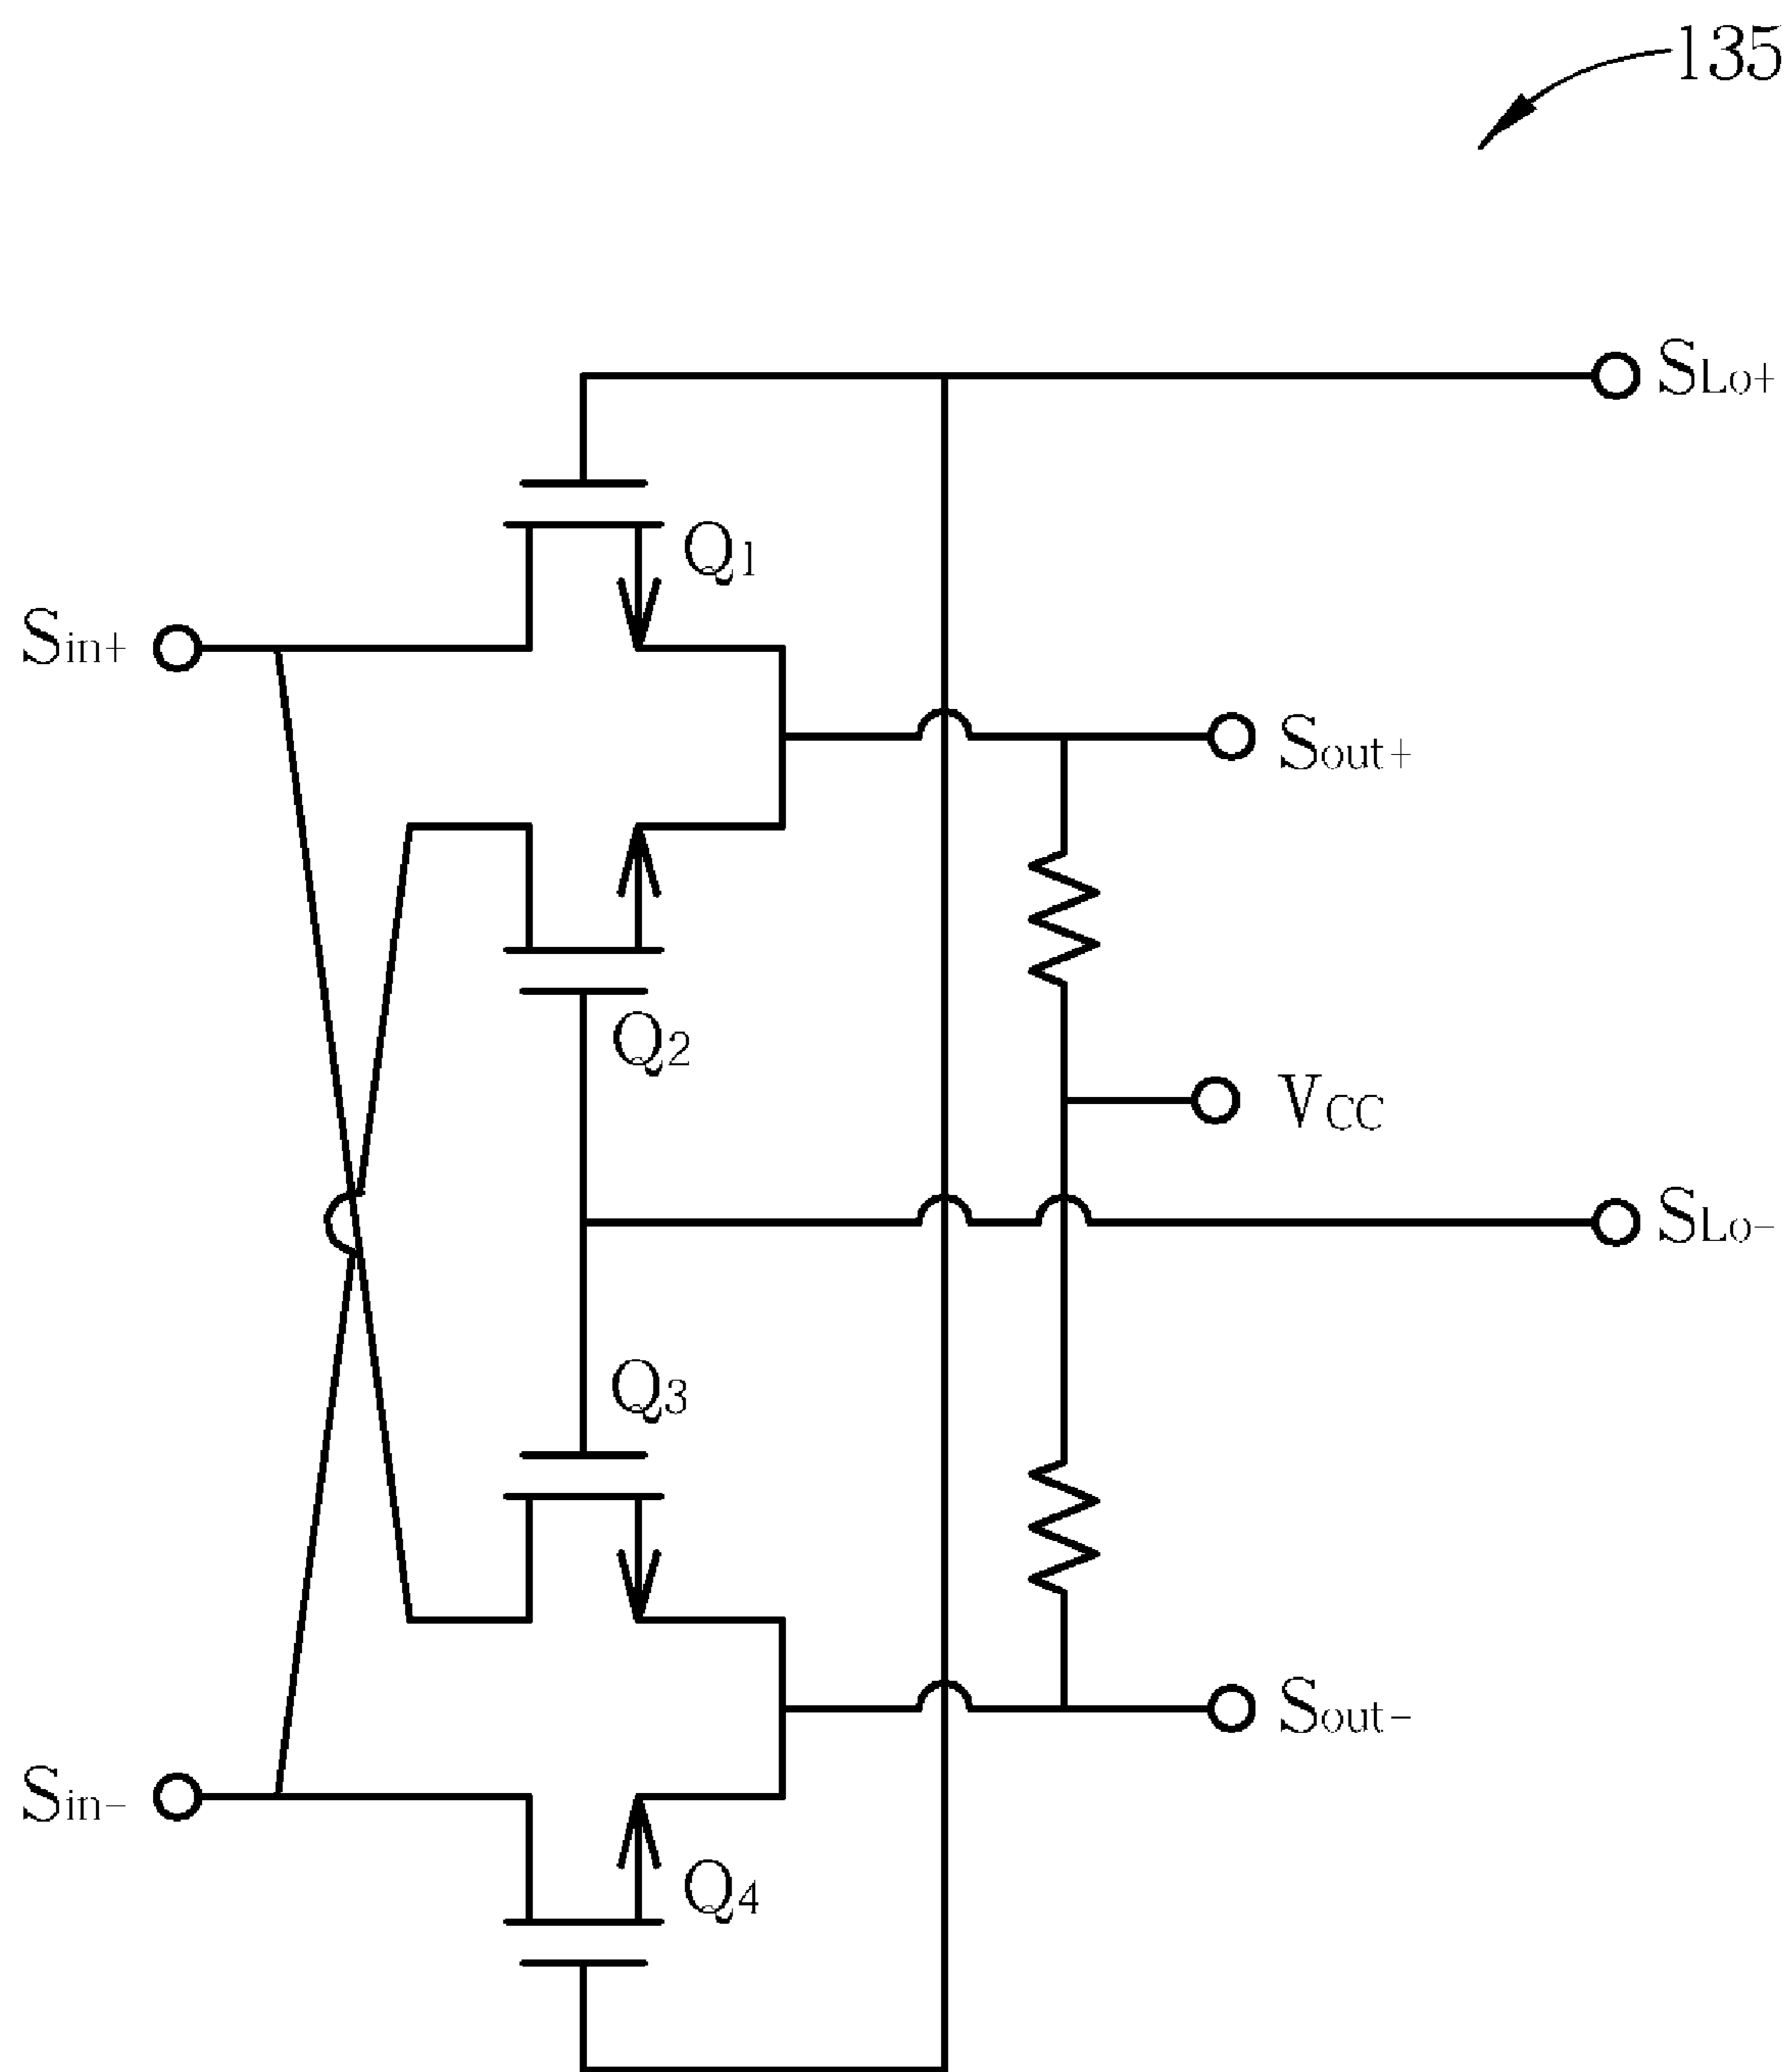 135
SLo+
Q1
Sin+
Sout+
Q2
VCC
SLo-
Q3
Sout-
Sin-
Q4